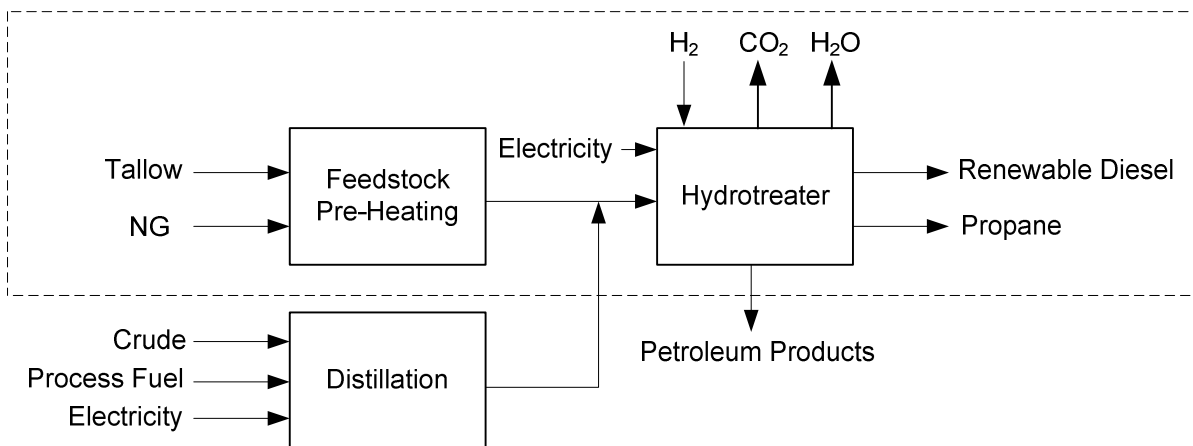 H₂
CO₂
H₂O
Electricity
Tallow
NG
Feedstock
Pre-Heating
Hydrotreater
Renewable Diesel
Propane
Crude
Process Fuel
Electricity
Distillation
Petroleum Products